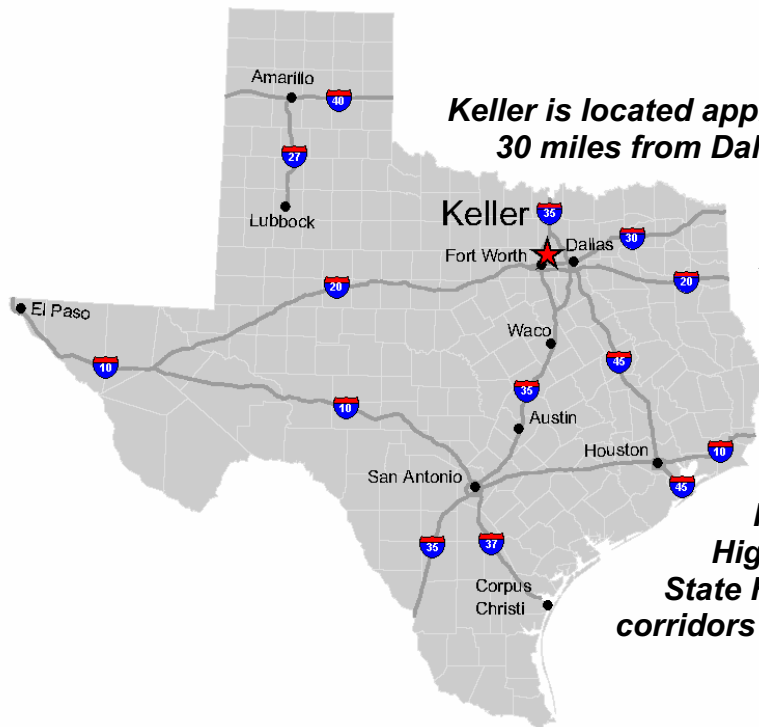 Amarillo
40
Keller is located app
30 miles from Dal
27
Lubbock
Keller
35
30
Fort Worth
Dallas
20
20
El Paso
Waco
45
10
35
10
Austin
Houston
10
San Antonio
45
Hig
35
37
State
Corpus
Christi
corridors